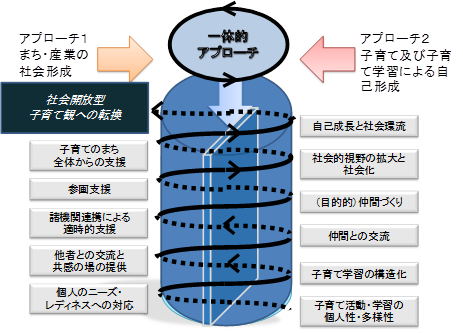 アプローチ1
まち・産業の
社会形成
一体的
アプローチ
アプローチ2
子育て及び子育
て学習による自
己形成
社会開放型
子育て観への転換
子育てのまち
全体からの支援
参画支援
諸機関連携による
適時的支援
他者との交流と
共感の場の提供
個人のニーズ・
レディネスへの対応
自己成長と社会環流
社会的視野の拡大と
社会化
（目的的）仲間づくり
仲間との交流
子育て学習の構造化
子育て活動・学習の
個人性・多様性